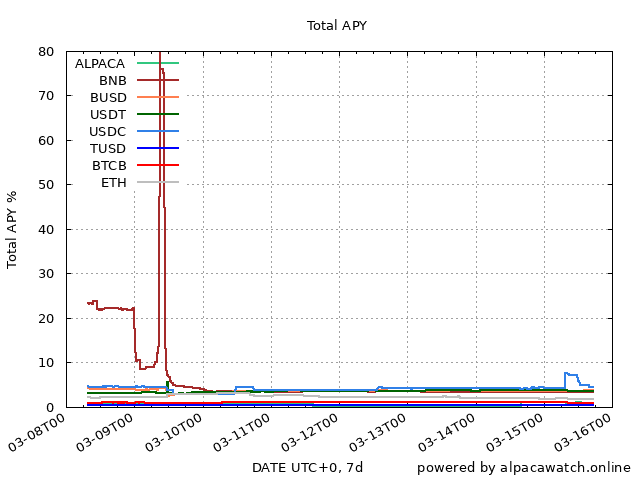 Total APY
Total APY %
80
70
60
50
40
30
20
10
0
ALPACA
BNB
BUSD
USDT
USDC
TUSD
BTCB
ETH
03-08T00
03-09T00
03-10T00
03-11T00
03-12T00
03-13T00
03-14T00
03-15T00
03-16T00
DATE UTC+0, 7d
powered by alpacawatch.online